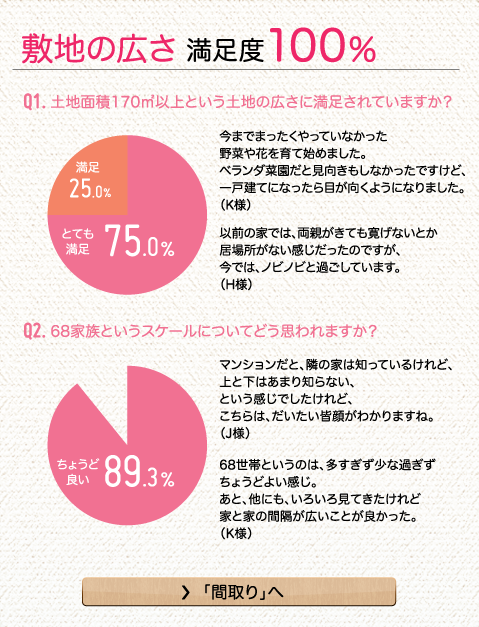 敷地の広さ 満足度100%
Q1. 土地面積170㎡以上という土地の広さに満足されていますか?
満足
25.0%
とても
満足 75.0%
今までまったくやっていなかった
野菜や花を育て始めました。
ベランダ菜園だと見向きもしなかったですけど、
一戸建てになったら目が向くようになりました。
(K様)
以前の家では、両親がきても寛げないとか
居場所がない感じだったのですが、
今では、ノビノビと過ごしています。
(H様)
Q2. 68家族というスケールについてどう思われますか?
ちょうど
良い 89.3%
マンションだと、隣の家は知っているけれど、
上と下はあまり知らない、
という感じでしたけれど、
こちらは、だいたい皆顔がわかりますね。
(J様)
68世帯というのは、多すぎず少な過ぎず
ちょうどよい感じ。
あと、他にも、いろいろ見てきたけれど
家と家の間隔が広いことが良かった。
(K様)
「間取り」へ